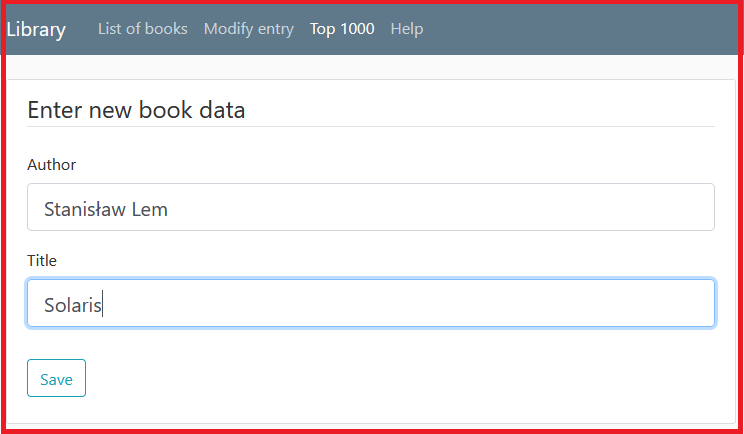 Library List of books Modify entry Top 1000 Help
Enter new book data
Author
Stanisław Lem
Title
Solaris
Save